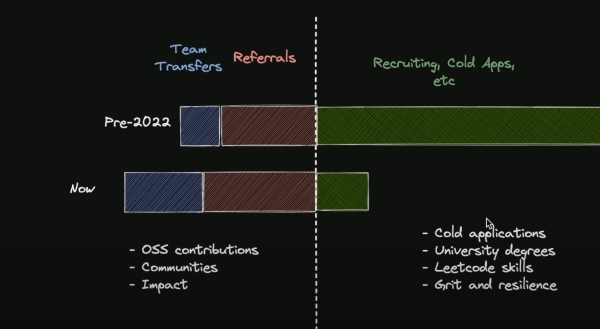 Team
Transfers
Referrals
Recruiting, Cold Apps,
etc
Pre-2022
Now
- OSS contributions
- Communities
- Impact
- Cold applications
- University degrees
- Leetcode skills
- Grit and resilience